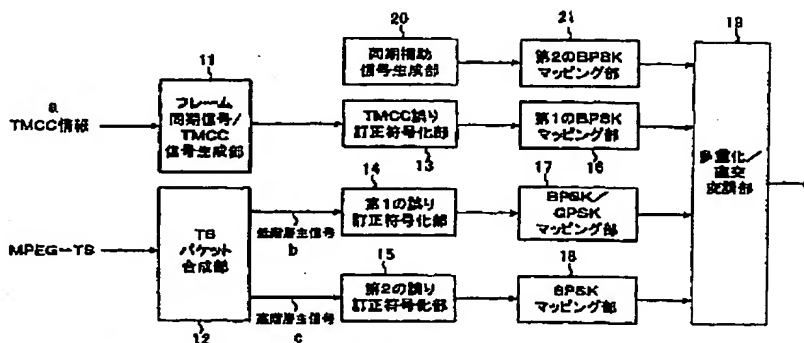 20
同期補助
信号生成部
21
第2のBPSK
マッピング部
19
多重化／
直交
変調部
11
フレーム
同期信号/
TMCC
信号生成部
a
TMCC情報
TMCC誤り
訂正符号化部
13
第1のBPSK
マッピング部
16
MPEG-TS
TS
パケット
合成部
12
低階層主信号
b
14
第1の誤り
訂正符号化部
17
BPSK／
QPSK
マッピング部
高階層主信号
c
15
第2の誤り
訂正符号化部
18
8PSK
マッピング部